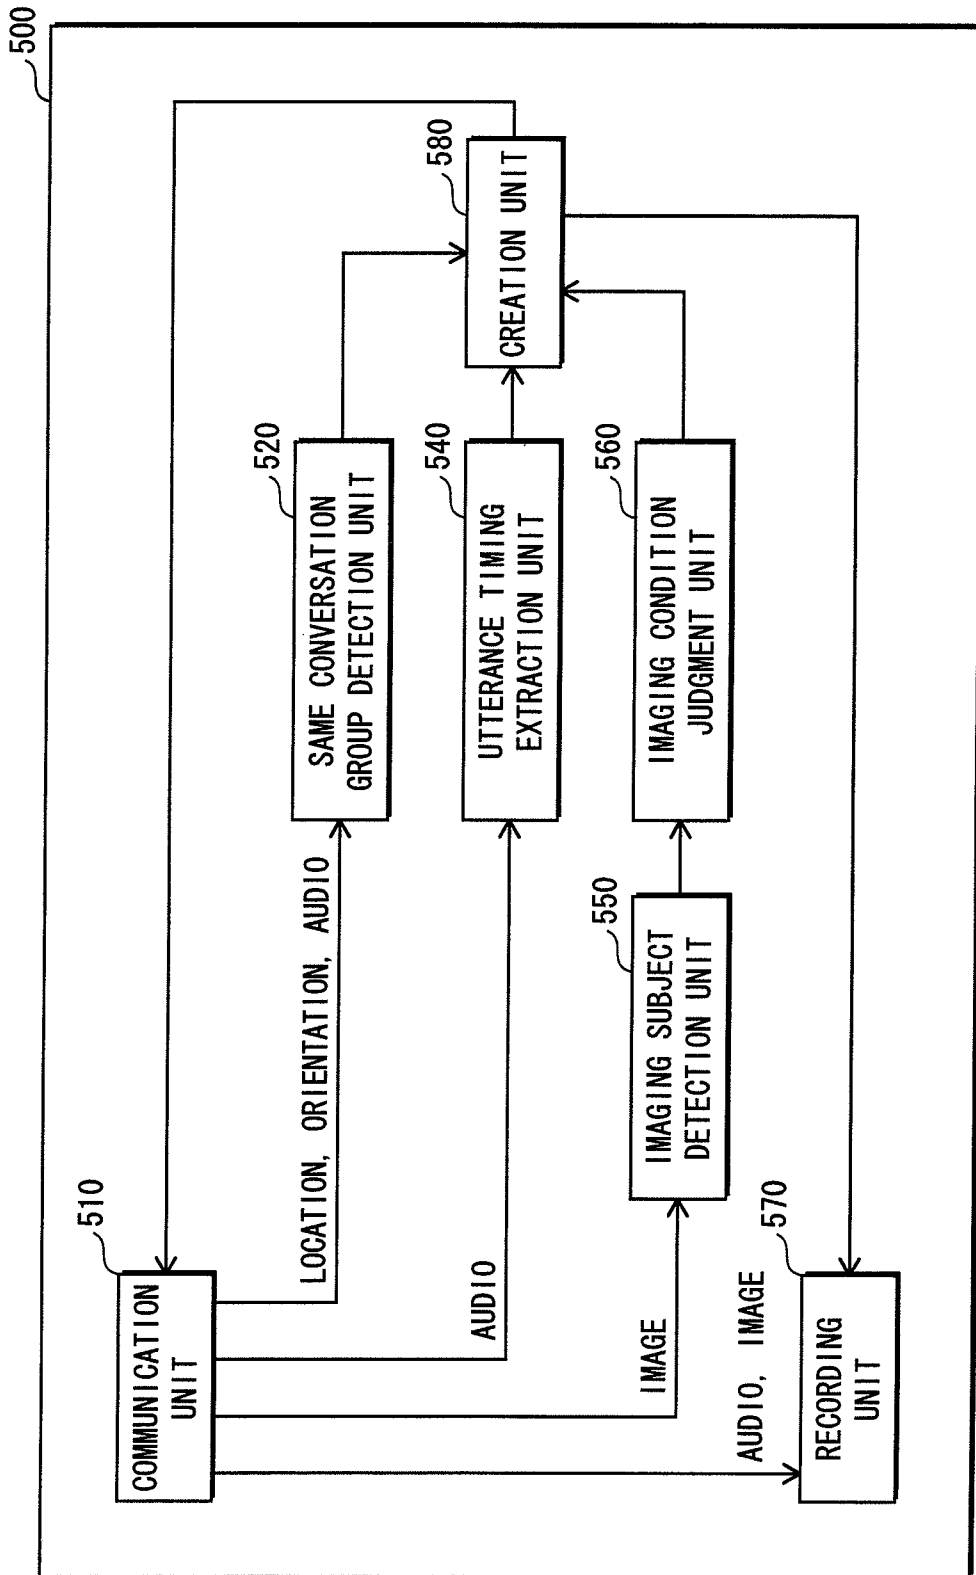 500
510
COMMUNICATION
UNIT
LOCATION, ORIENTATION, AUDIO
520
SAME CONVERSATION
GROUP DETECTION UNIT
580
CREATION UNIT
AUDIO
540
UTTERANCE TIMING
EXTRACTION UNIT
IMAGE
550
IMAGING SUBJECT
DETECTION UNIT
560
IMAGING CONDITION
JUDGMENT UNIT
AUDIO, IMAGE
570
RECORDING
UNIT